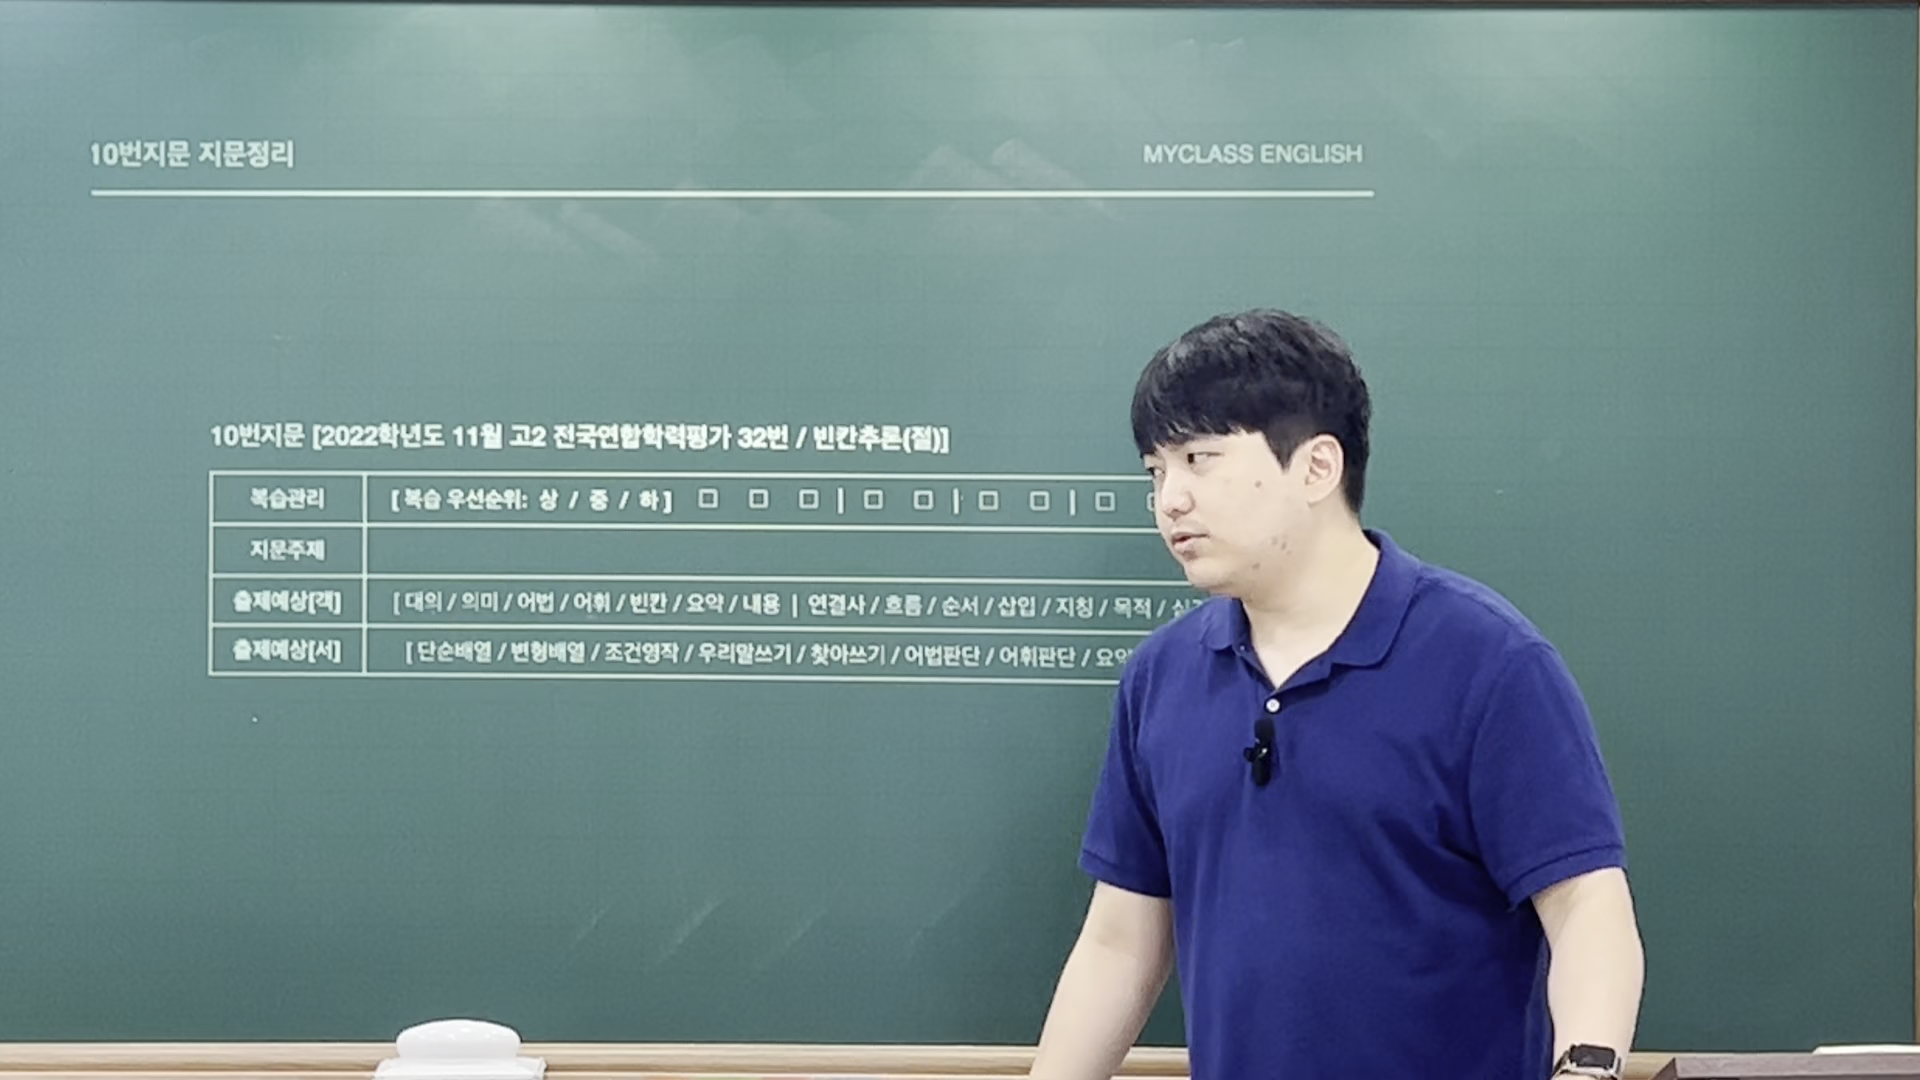 10번지문 지문정리
MYCLASS ENGLISH
10번지문 [2022학년도 11월 고2 전국연합학력평가 32번 / 빈칸추론(절)]
복습관리 [ 복습 우선순위: 상 / 중 / 하 ] □ □ □ | □ □ | □ □ | □
지문주제
출제예상[객] [ 대의 / 의미 / 어법 / 어휘 / 빈칸 / 요약 / 내용 | 연결사 / 흐름 / 순서 / 삽입 / 지칭 / 목적 /
출제예상[서] [ 단순배열 / 변형배열 / 조건영작 / 우리말쓰기 / 찾아쓰기 / 어법판단 / 어휘판단 / 요약